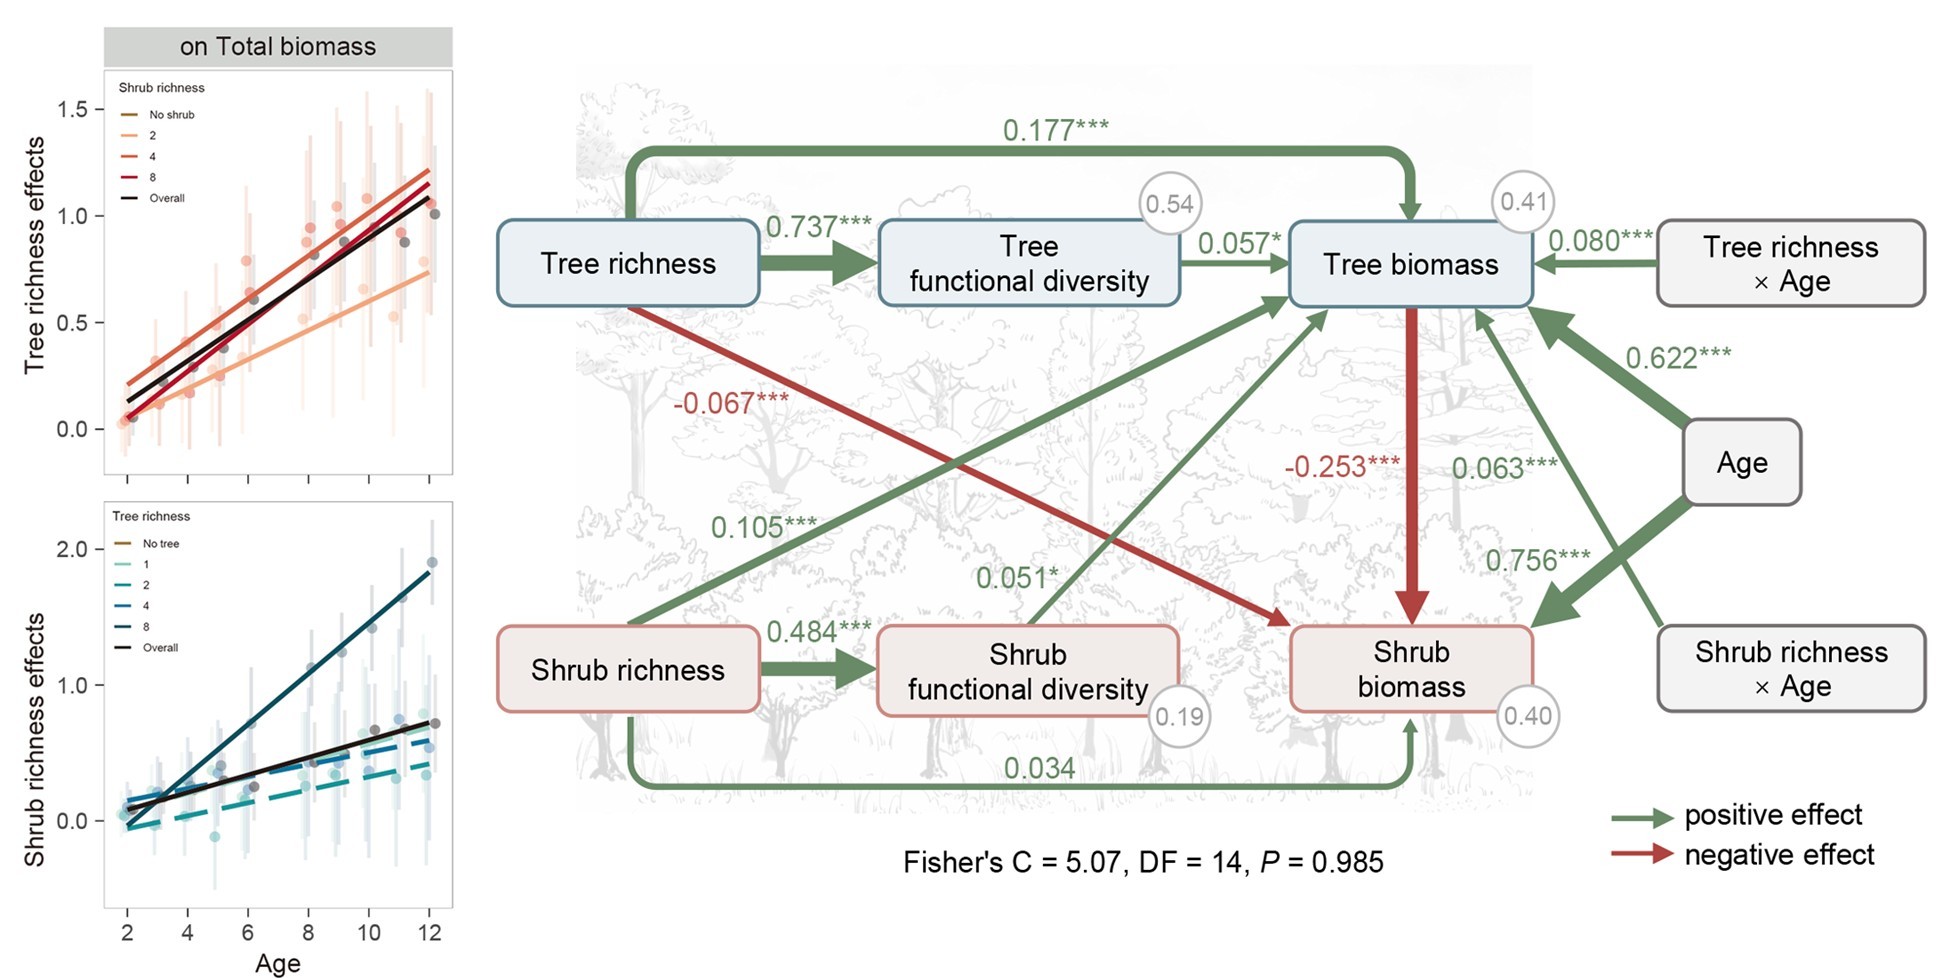 on Total biomass
Tree richness effects
1.5
1.0
0.5
0.0
Shrub richness
No shrub
2
4
8
Overall
Shrub richness effects
2.0
1.0
0.0
Tree richness
No tree
1
2
4
8
Overall
2 4 6 8 10 12
Age
0.177***
Tree richness
0.737***
Tree
functional diversity
0.54
0.057*
Tree biomass
0.41
0.080***
Tree richness
× Age
0.622***
-0.067***
-0.253***
0.063***
Age
0.105***
0.051*
0.756***
Shrub richness
0.484***
Shrub
functional diversity
0.19
Shrub
biomass
0.40
Shrub richness
× Age
0.034
positive effect
negative effect
Fisher's C = 5.07, DF = 14, P = 0.985